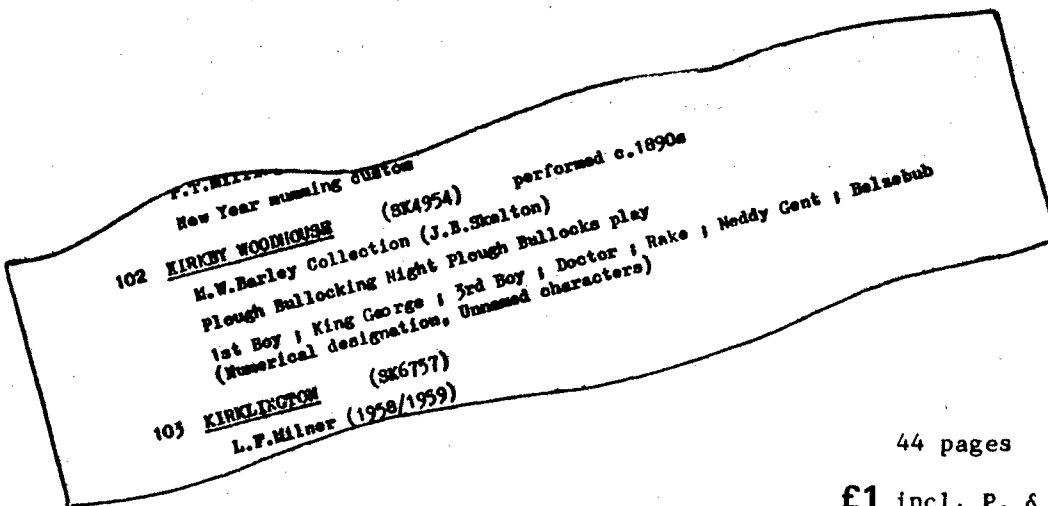 New Year mumming custom
102 KIRKBY WOODHOUSE (SK4954) performed c.1890s
M.W.Barley Collection (J.B.Skelton)
Plough Bullocking Night Plough Bullocks play
1st Boy ; King George ; 3rd Boy ; Doctor ; Rake ; Neddy Gent ; Belzebub
(Numerical designation, Unnamed characters)
103 KIRKLINGTON (SK6757)
L.F.Milner (1958/1959)
44 pages
£1 incl. P. &